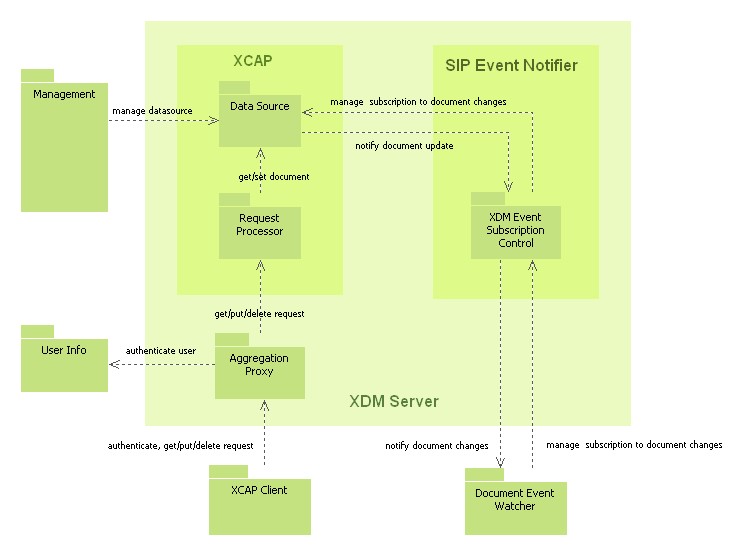 XCAP
SIP Event Notifier
Management
Data Source
manage datasource
manage subscription to document changes
notify document update
get/set document
Request
Processor
XDM Event
Subscription
Control
get/put/delete request
User Info
authenticate user
Aggregation
Proxy
XDM Server
authenticate, get/put/delete request
notify document changes
manage subscription to document changes
XCAP Client
Document Event
Watcher